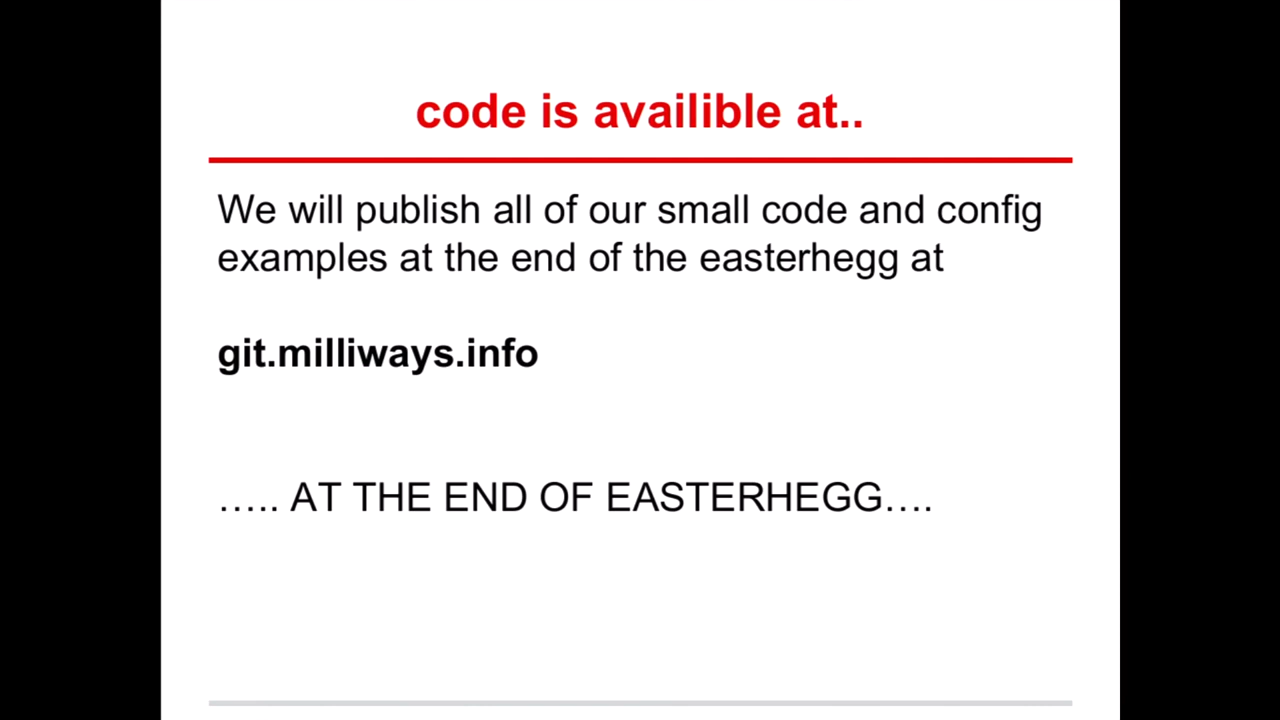 code is availible at..
We will publish all of our small code and config
examples at the end of the easterhegg at
git.milliways.info
….. AT THE END OF EASTERHEGG….